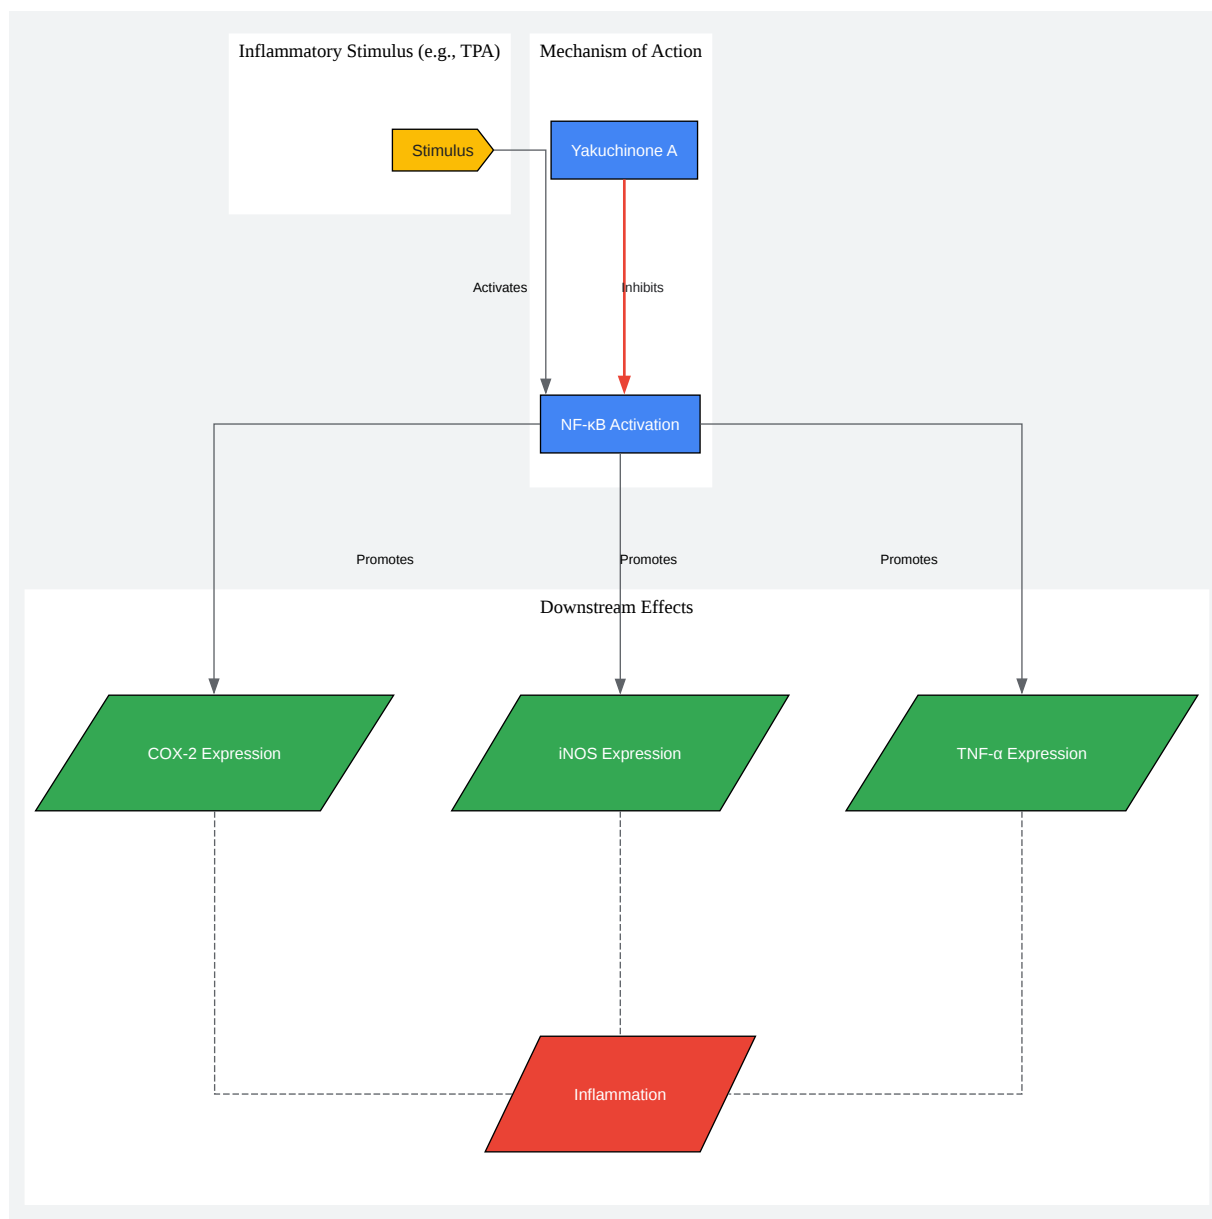 Inflammatory Stimulus (e.g., TPA)
Mechanism of Action
Stimulus
Yakuchinone A
Activates
Inhibits
NF-κB Activation
Promotes
Promotes
Promotes
Downstream Effects
COX-2 Expression
iNOS Expression
TNF-α Expression
Inflammation